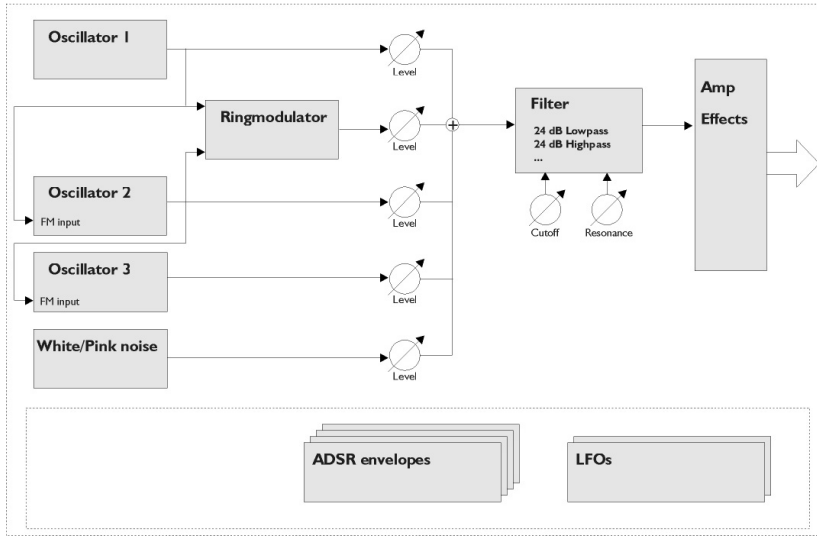 Oscillator 1
Level
Ringmodulator
Level
Filter
24 dB Lowpass
24 dB Highpass
...
Amp
Effects
Oscillator 2
FM input
Level
Cutoff
Resonance
Oscillator 3
FM input
Level
White/Pink noise
Level
ADSR envelopes
LFOs